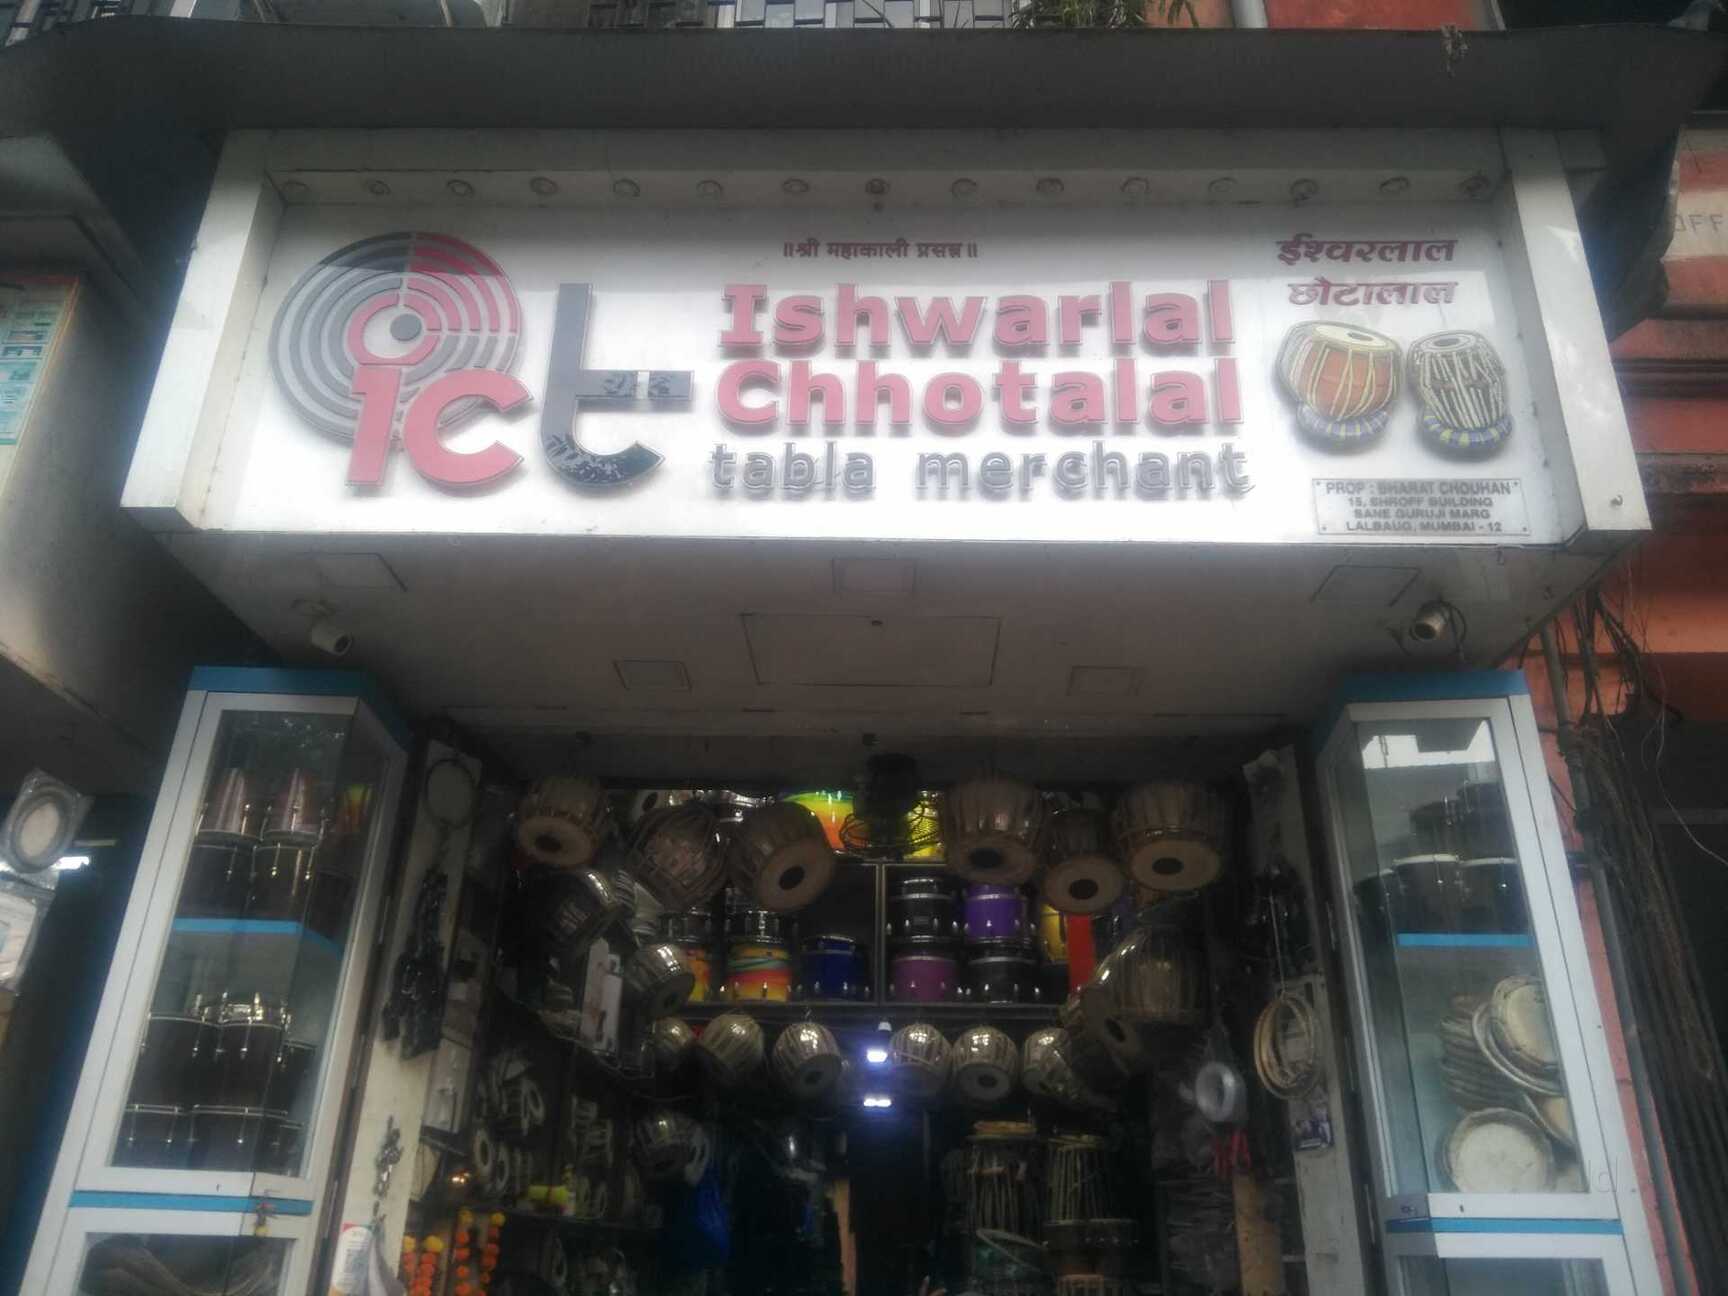 ॥श्री महाकाली प्रसन्न॥
ict
Ishwarlal
Chhotalal
tabla merchant
ईश्वरलाल
छोटालाल
PROP : BHARAT CHOUHAN
15, SHROFF BUILDING
SANE GURUJI MARG
LALBAUG, MUMBAI - 12